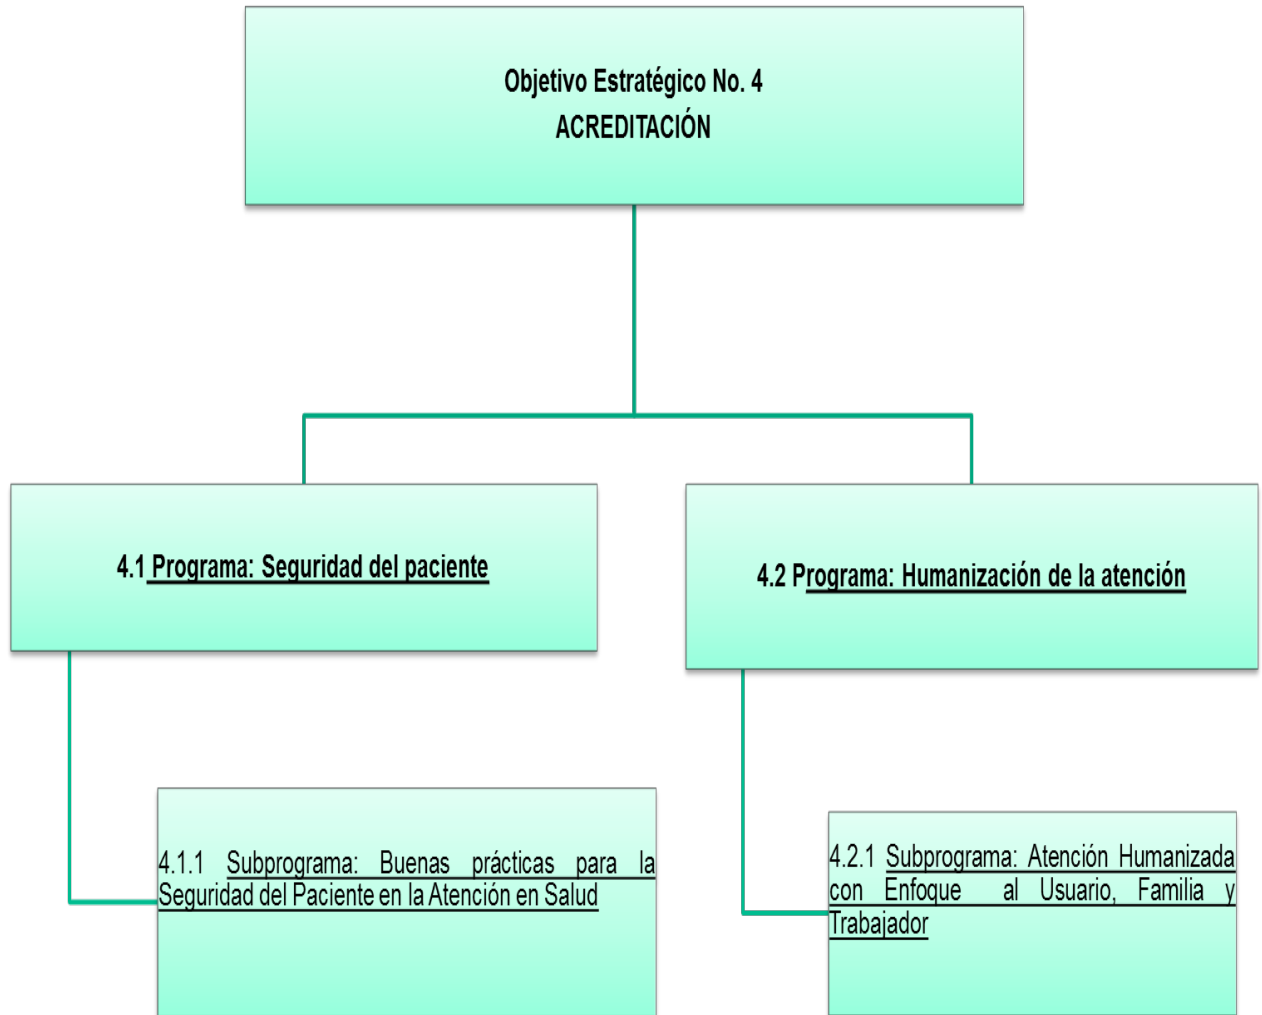 Objetivo Estratégico No. 4
ACREDITACIÓN
4.1 Programa: Seguridad del paciente
4.2 Programa: Humanización de la atención
4.1.1 Subprograma: Buenas prácticas para la
Seguridad del Paciente en la Atención en Salud
4.2.1 Subprograma: Atención Humanizada
con Enfoque al Usuario, Familia y
Trabajador